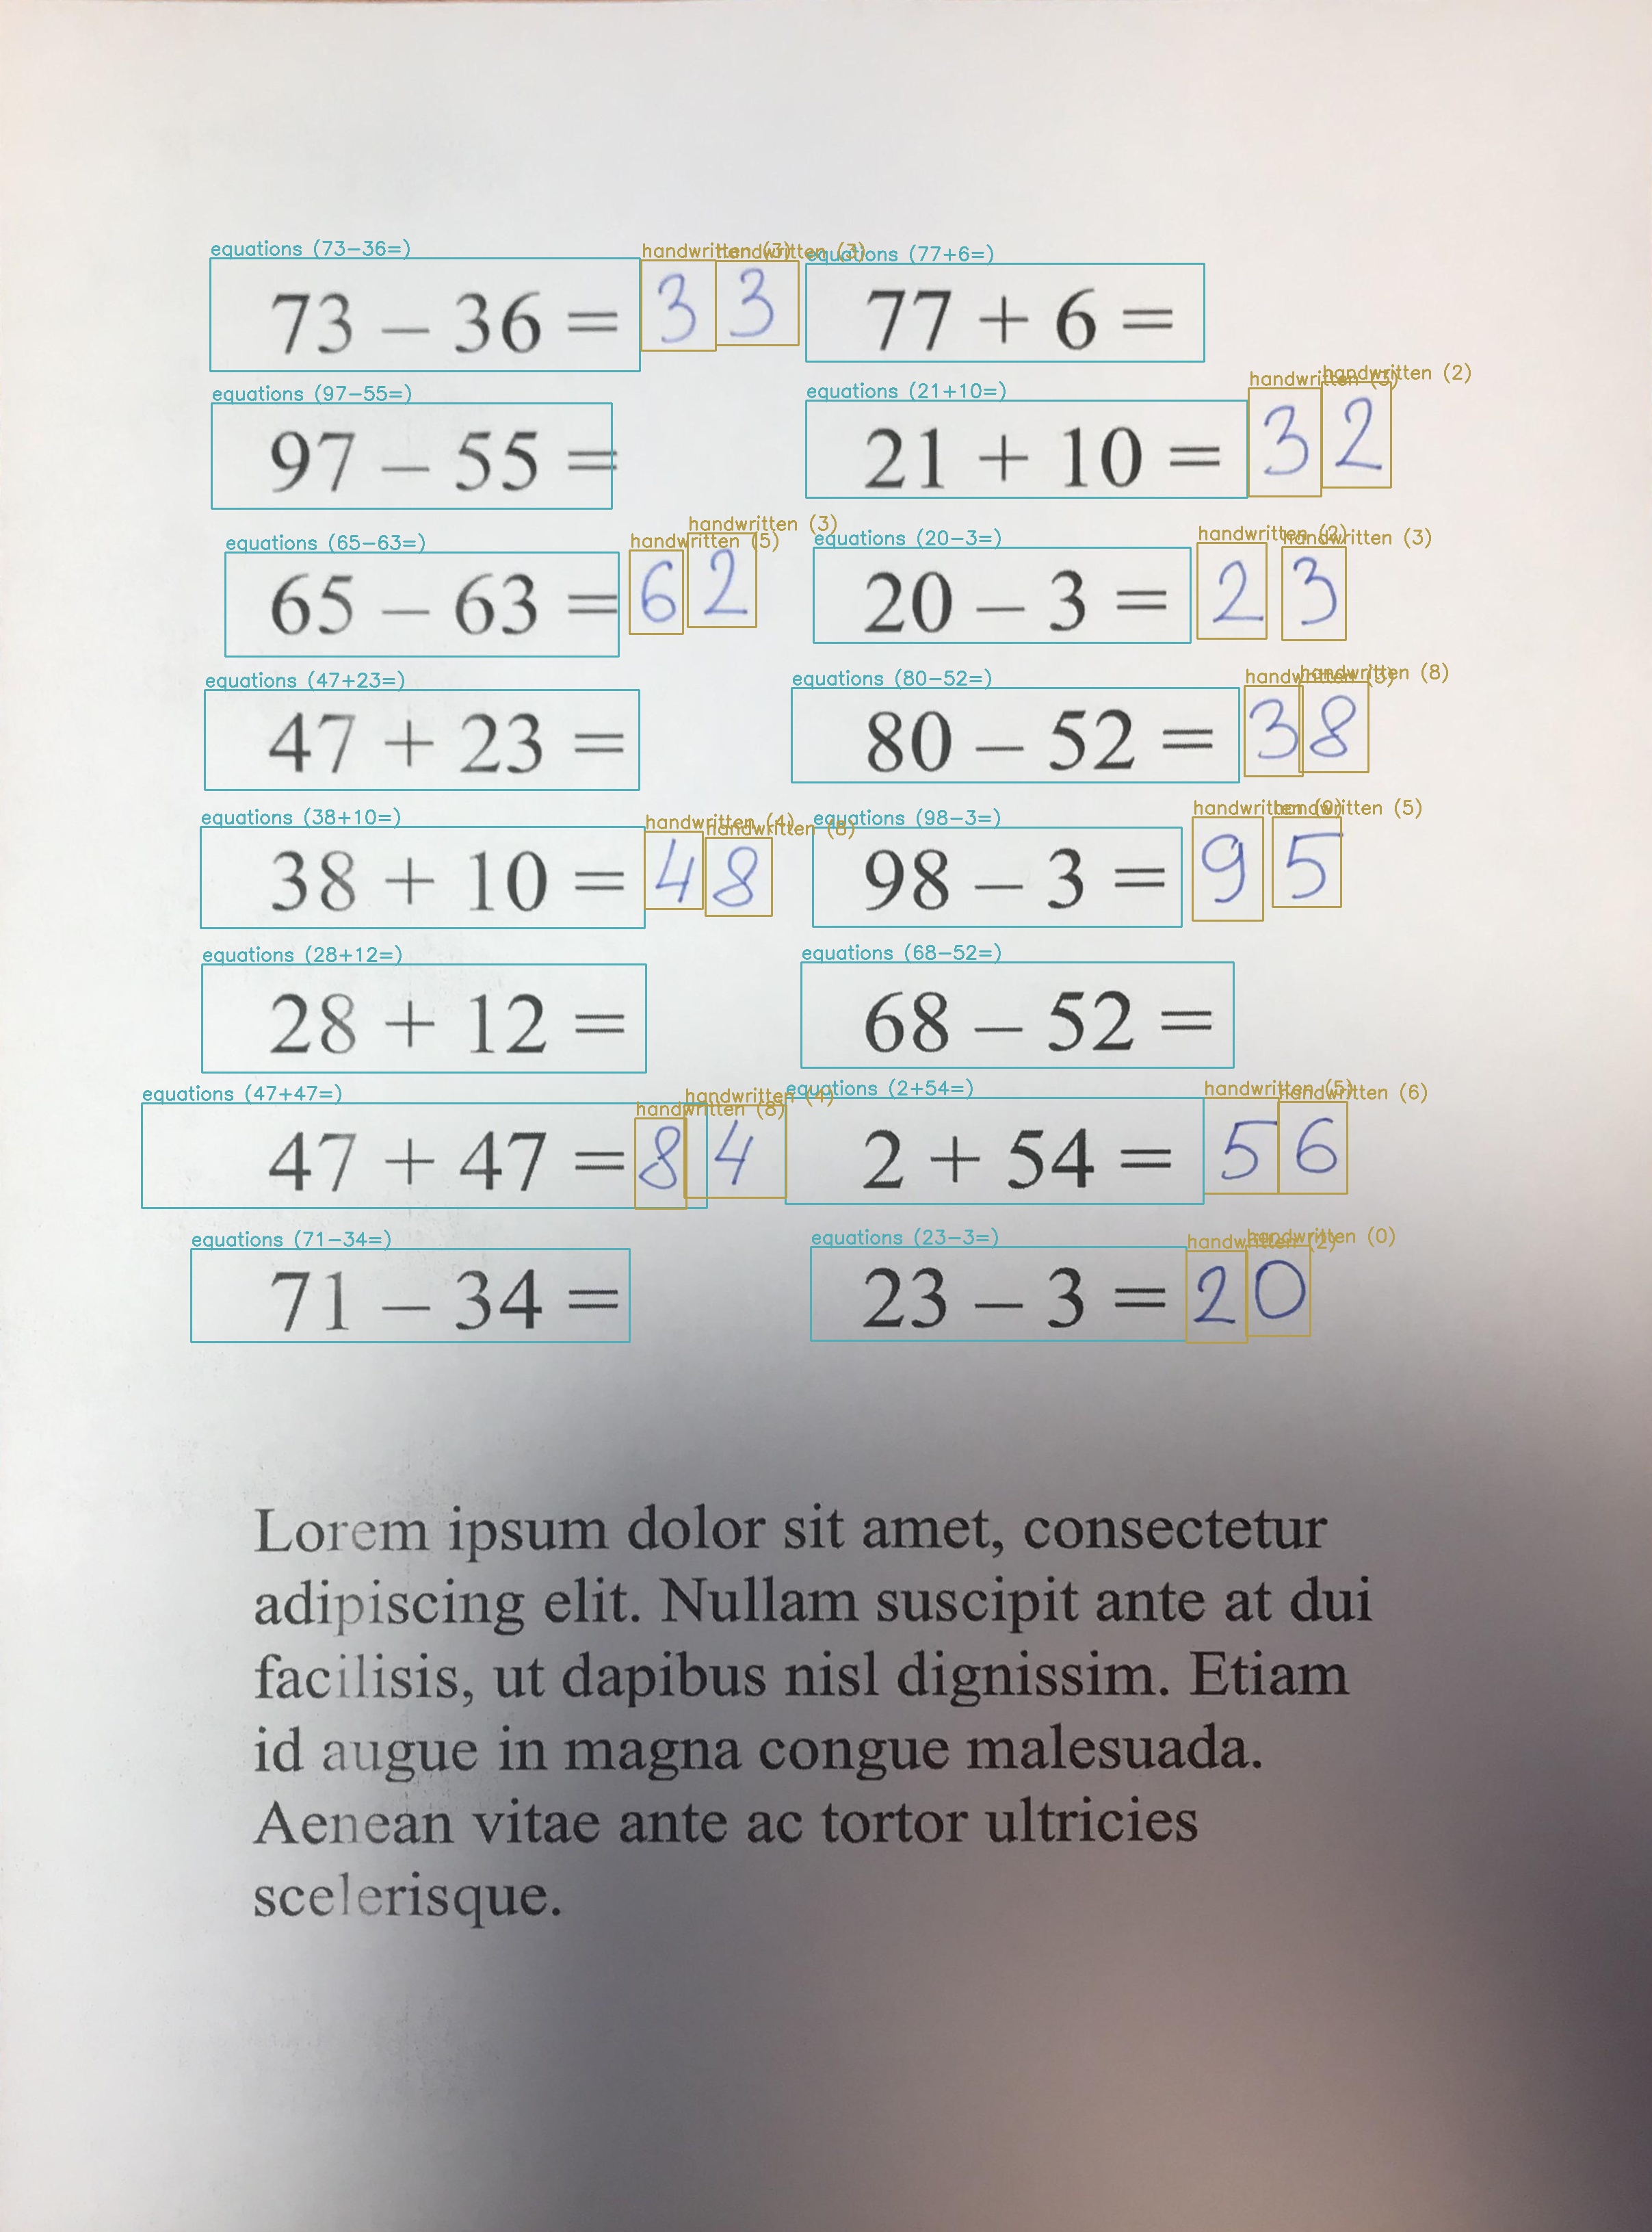 equations (73-36=) handwritten (3) handwritten (3) equations (77+6=)
73 – 36 = 33 77 + 6 =
equations (97-55=) equations (21+10=) handwritten (3) handwritten (2)
97 – 55 = 21 + 10 = 32
equations (65-63=) handwritten (5) handwritten (3) equations (20-3=) handwritten (2) handwritten (3)
65 – 63 = 62 20 – 3 = 23
equations (47+23=) equations (80-52=) handwritten (3) handwritten (8)
47 + 23 = 80 – 52 = 38
equations (38+10=) handwritten (4) handwritten (8) equations (98-3=) handwritten (9) handwritten (5)
38 + 10 = 48 98 – 3 = 95
equations (28+12=) equations (68-52=)
28 + 12 = 68 – 52 =
equations (47+47=) handwritten (8) handwritten (4) equations (2+54=) handwritten (5) handwritten (6)
47 + 47 = 84 2 + 54 = 56
equations (71-34=) equations (23-3=) handwritten (2) handwritten (0)
71 – 34 = 23 – 3 = 20
Lorem ipsum dolor sit amet, consectetur
adipiscing elit. Nullam suscipit ante at dui
facilisis, ut dapibus nisl dignissim. Etiam
id augue in magna congue malesuada.
Aenean vitae ante ac tortor ultricies
scelerisque.